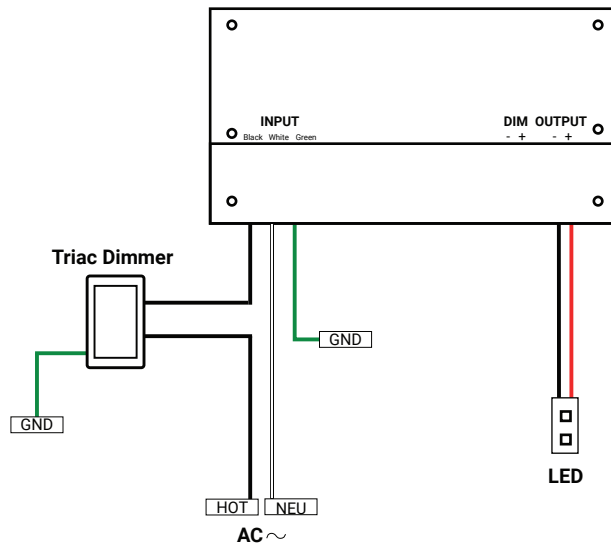 INPUT
Black White Green
DIM OUTPUT
- + - +
Triac Dimmer
GND
GND
HOT NEU
AC ~
LED